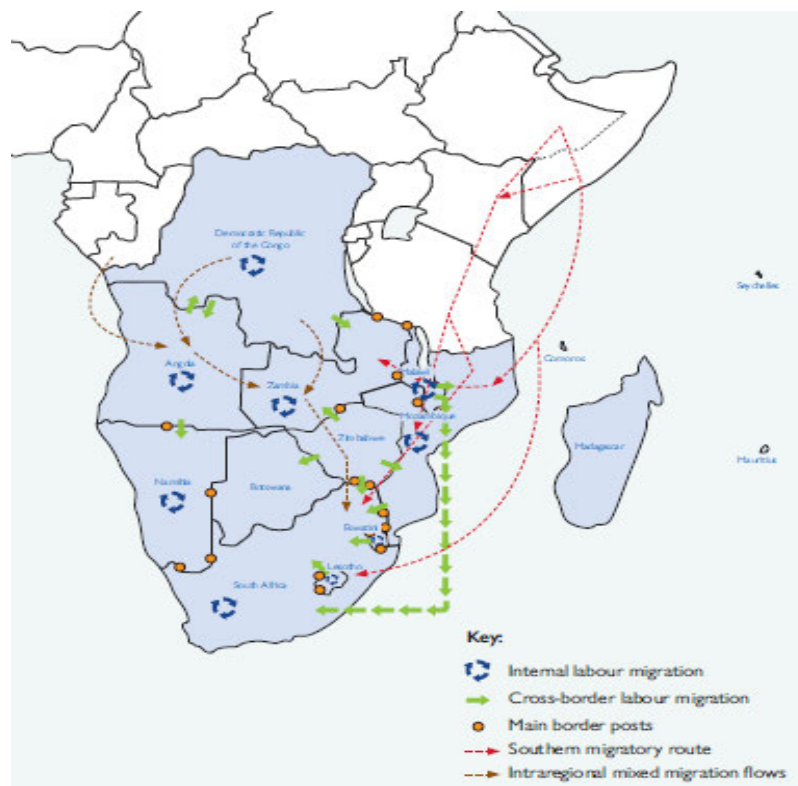 Democratic Republic
of the Congo
Seychelles
Comoros
Angola
Malawi
Zambia
Mozambique
Zimbabwe
Madagascar
Mauritius
Namibia
Botswana
Eswatini
Lesotho
South Africa
Key:
Internal labour migration
Cross-border labour migration
Main border posts
Southern migratory route
Intraregional mixed migration flows